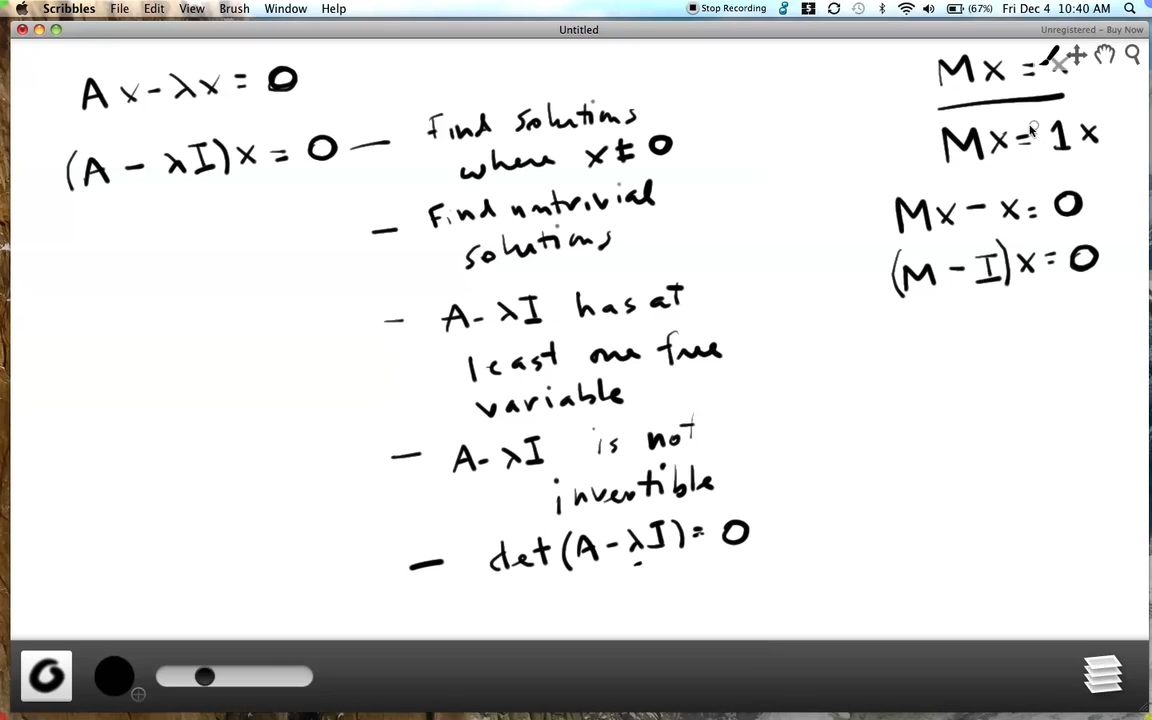 Scribbles File Edit View Brush Window Help Stop Recording (67%) Fri Dec 4 10:40 AM
Untitled
Unregistered - Buy Now
Ax - λx = 0
(A - λI)x = 0
- Find solutions
where x ≠ 0
- Find nontrivial
solutions
- A - λI has at
least one free
variable
- A - λI is not
invertible
- det(A - λI) = 0
Mx = x
Mx = 1x
Mx - x = 0
(M - I)x = 0